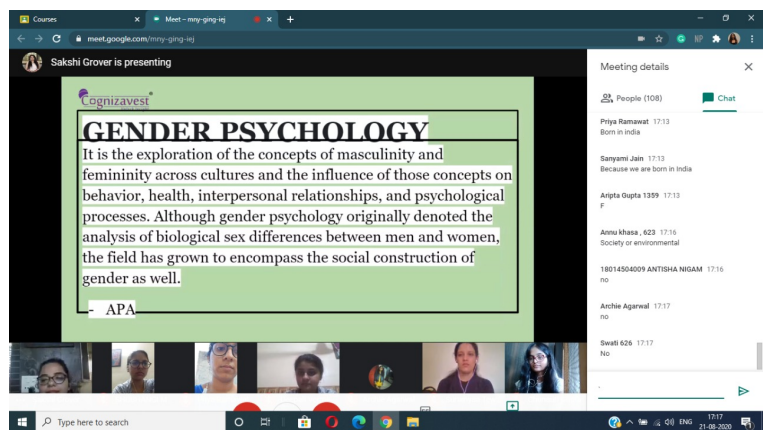 Courses
Meet – mny-ging-iej
meet.google.com/mny-ging-iej
NP
Sakshi Grover is presenting
Cognizavest
GENDER PSYCHOLOGY
It is the exploration of the concepts of masculinity and
femininity across cultures and the influence of those concepts on
behavior, health, interpersonal relationships, and psychological
processes. Although gender psychology originally denoted the
analysis of biological sex differences between men and women,
the field has grown to encompass the social construction of
gender as well.
- APA
Meeting details
People (108)
Chat
Priya Ramawat 17:13
Born in india
Sanyami Jain 17:13
Because we are born in India
Aripta Gupta 1359 17:13
F
Annu khasa , 623 17:16
Society or environmental
18014504009 ANTISHA NIGAM 17:16
no
Archie Agarwal 17:17
no
Swati 626 17:17
No
Type here to search
ENG
17:17
21-08-2020